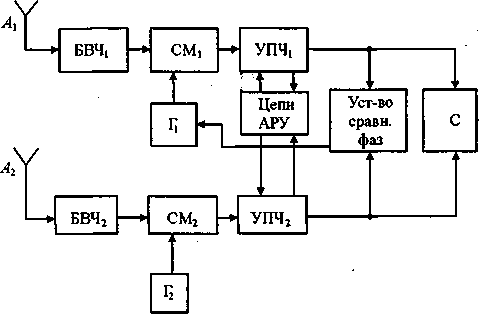 A₁
БВЧ₁
СМ₁
УПЧ₁
Цепи
АРУ
Г₁
Уст-во
сравн.
фаз
С
A₂
БВЧ₂
СМ₂
УПЧ₂
Г₂